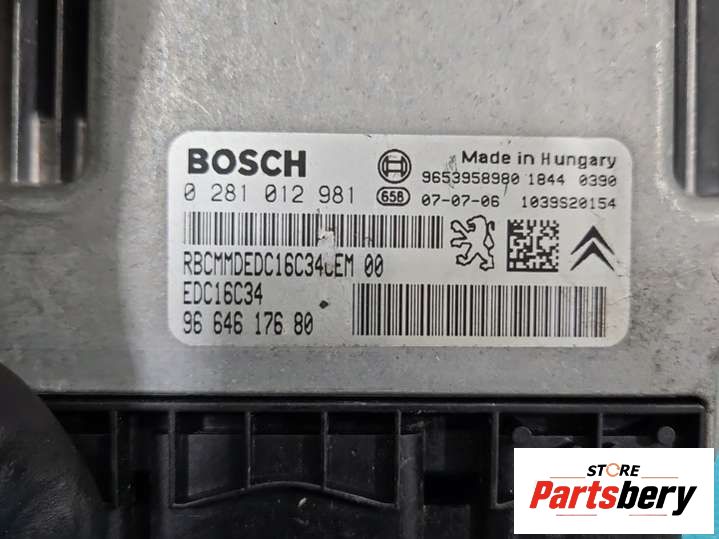 BOSCH
Made in Hungary
9653958980 1844 0390
0 281 012 981
658
07-07-06 1039S20154
EDC16C34
96 646 176 80
STORE
Partsbery